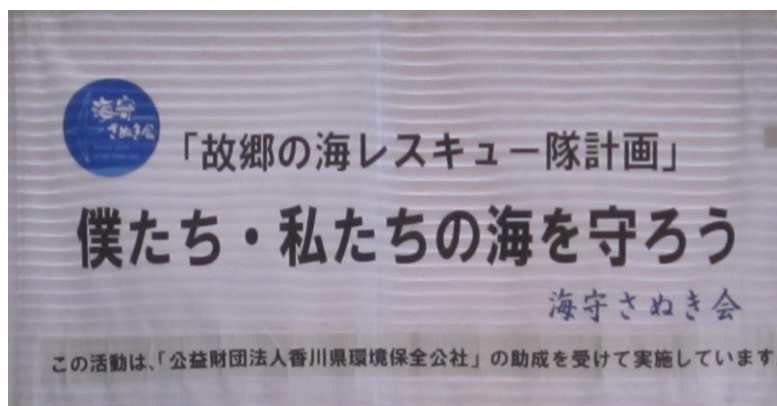 海守
さぬき会
「故郷の海レスキュー隊計画」
僕たち・私たちの海を守ろう
海守さぬき会
この活動は、「公益財団法人香川県環境保全公社」の助成を受けて実施しています